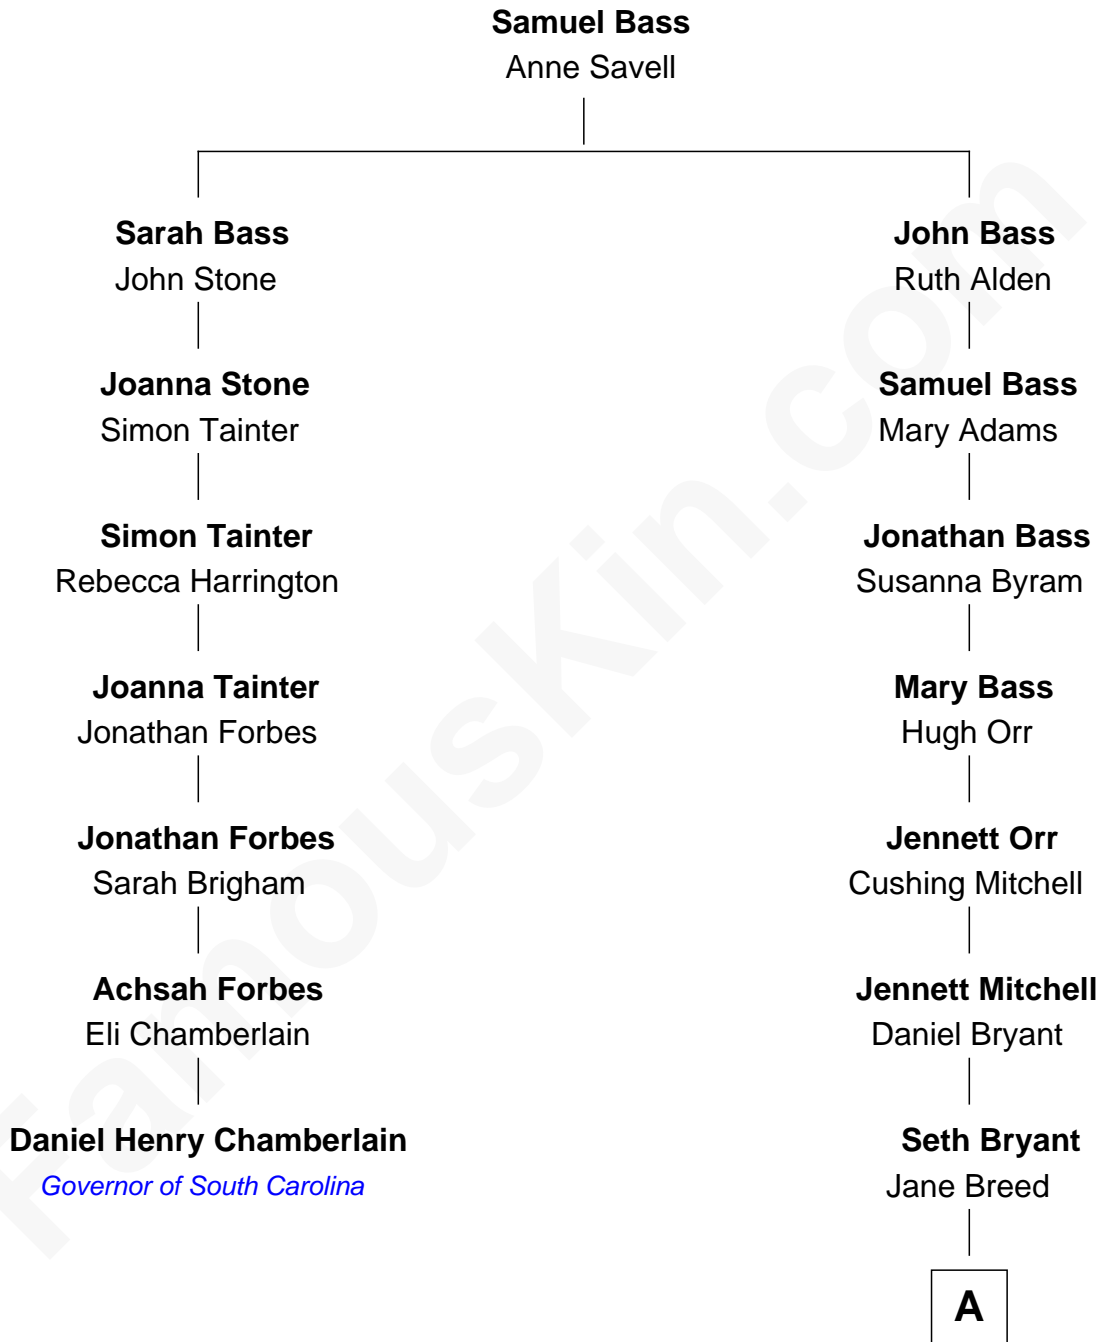 Samuel Bass
Anne Savell
Sarah Bass
John Stone
John Bass
Ruth Alden
Joanna Stone
Simon Tainter
Samuel Bass
Mary Adams
Simon Tainter
Rebecca Harrington
Jonathan Bass
Susanna Byram
Joanna Tainter
Jonathan Forbes
Mary Bass
Hugh Orr
Jonathan Forbes
Sarah Brigham
Jennett Orr
Cushing Mitchell
Achsah Forbes
Eli Chamberlain
Jennett Mitchell
Daniel Bryant
Daniel Henry Chamberlain
Governor of South Carolina
Seth Bryant
Jane Breed
A
FamousKin.com